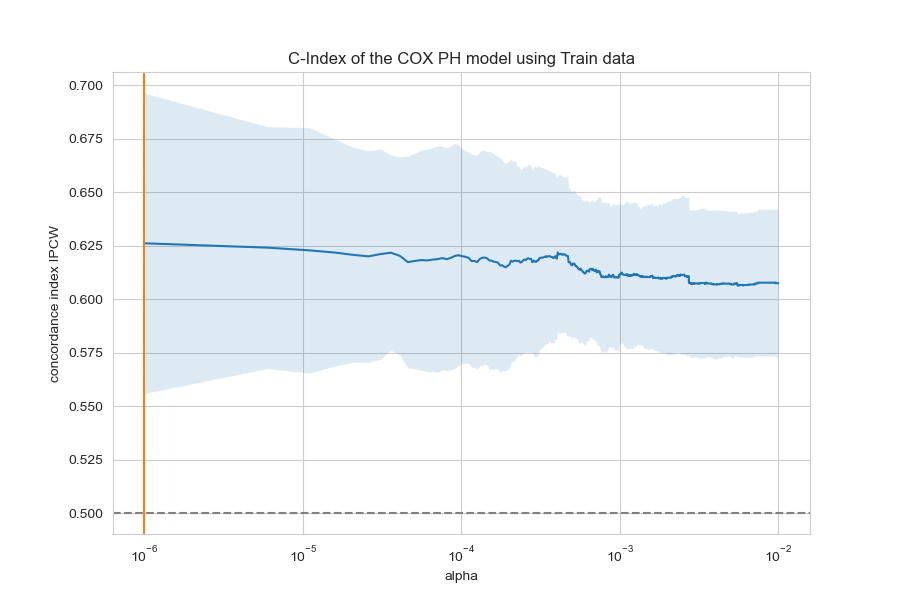 C-Index of the COX PH model using Train data
concordance index IPCW
0.700
0.675
0.650
0.625
0.600
0.575
0.550
0.525
0.500
10⁻⁶ 10⁻⁵ 10⁻⁴ 10⁻³ 10⁻²
alpha